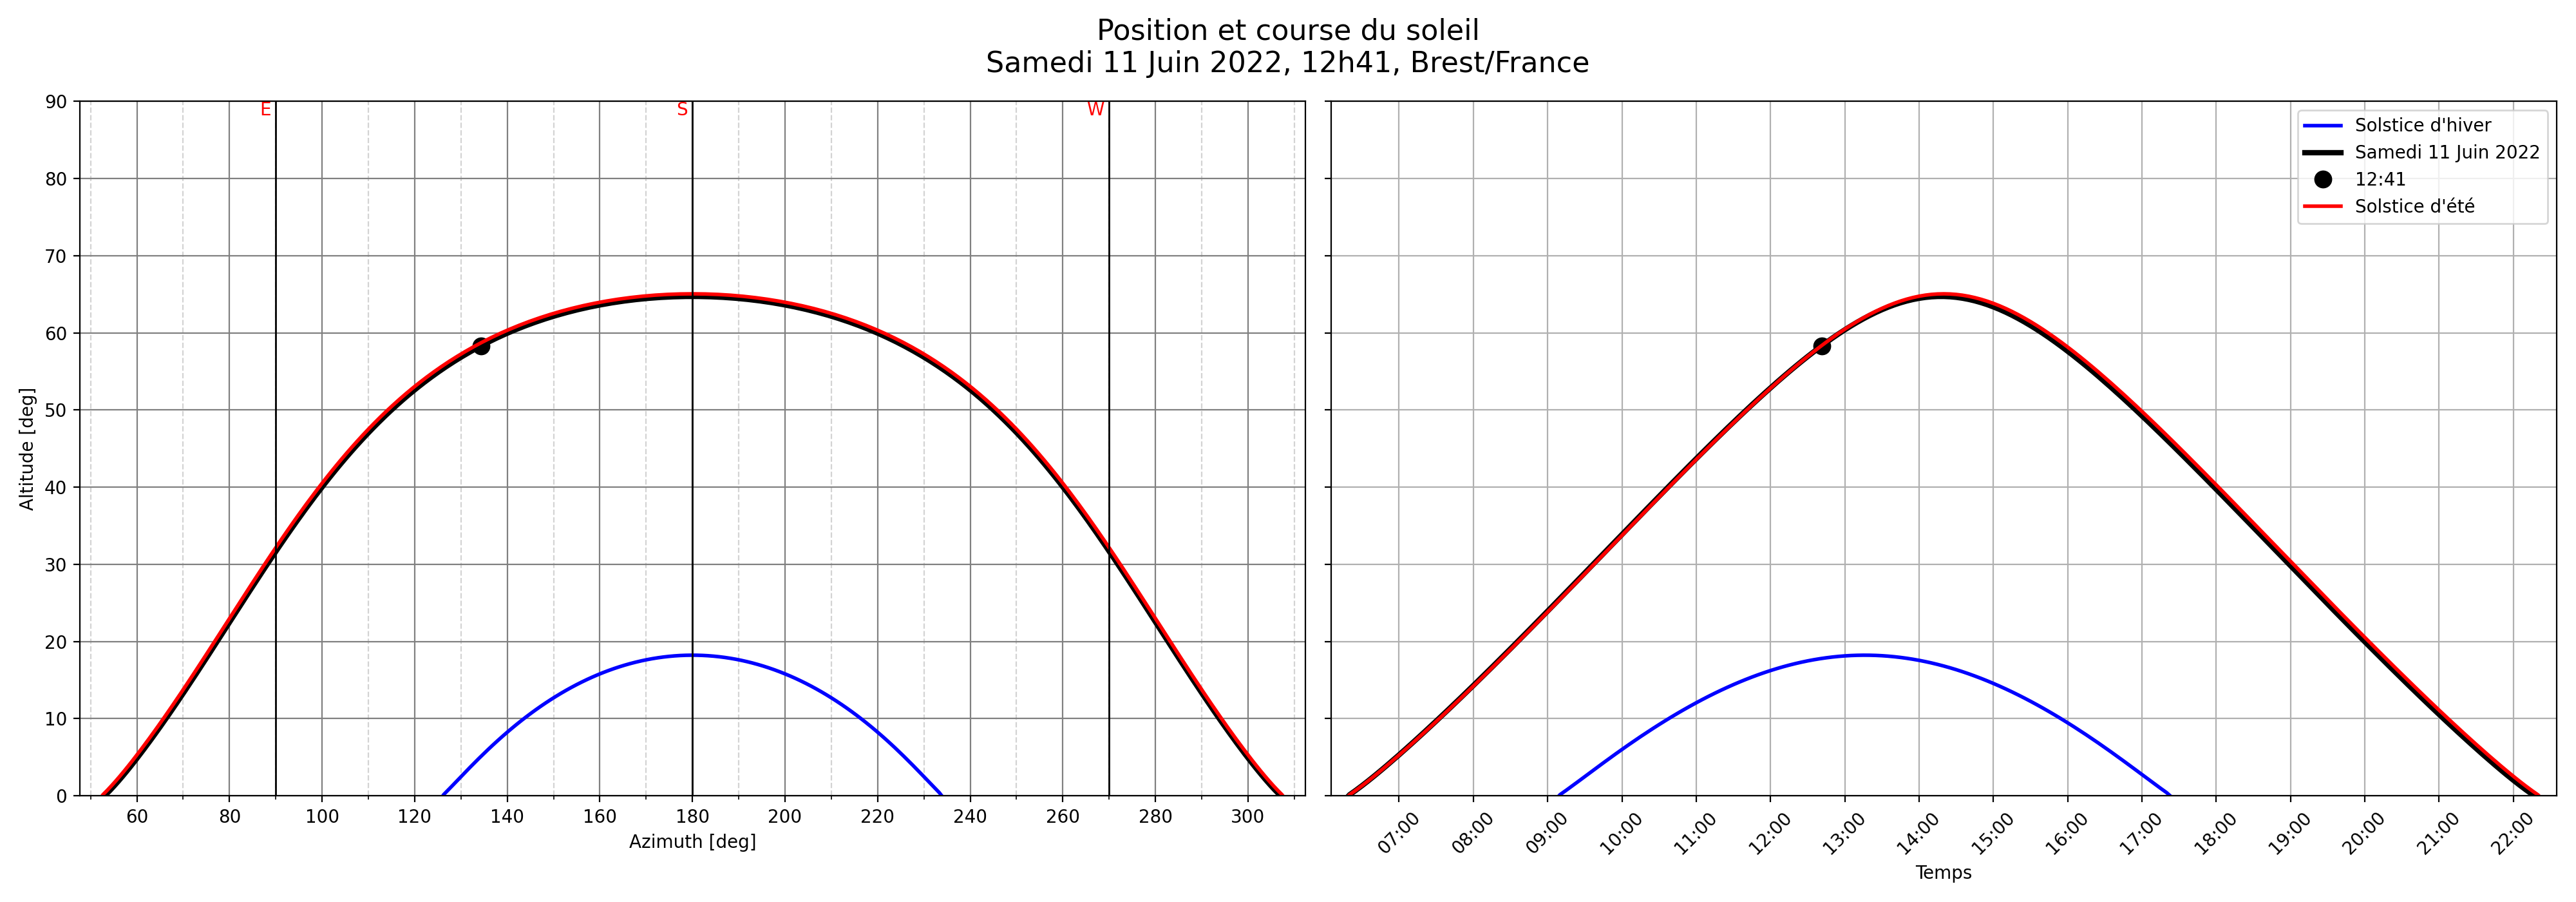 Position et course du soleil
Samedi 11 Juin 2022, 12h41, Brest/France
E
S
W
90
80
70
60
50
40
30
20
10
0
Altitude [deg]
60 80 100 120 140 160 180 200 220 240 260 280 300
Azimuth [deg]
Solstice d'hiver
Samedi 11 Juin 2022
12:41
Solstice d'été
07:00 08:00 09:00 10:00 11:00 12:00 13:00 14:00 15:00 16:00 17:00 18:00 19:00 20:00 21:00 22:00
Temps